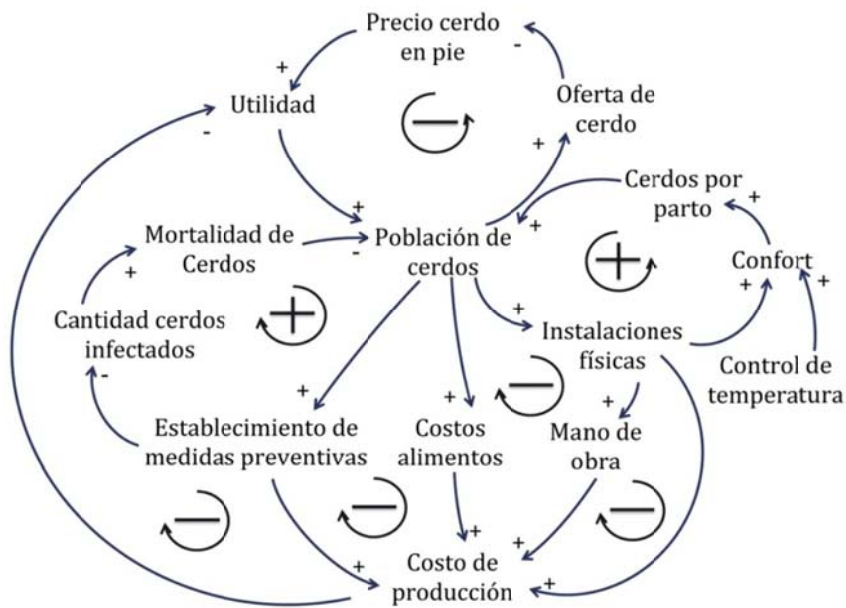 Precio cerdo
en pie
-
+
Utilidad
-
Oferta de
cerdo
+
Cerdos por
parto
+
+
+
Mortalidad de
Cerdos
-
+
Población de
cerdos
Confort
+
+
Cantidad cerdos
infectados
-
+
Instalaciones
físicas
Control de
temperatura
+
+
+
Establecimiento de
medidas preventivas
Costos
alimentos
Mano de
obra
+
+
+
+
Costo de
producción